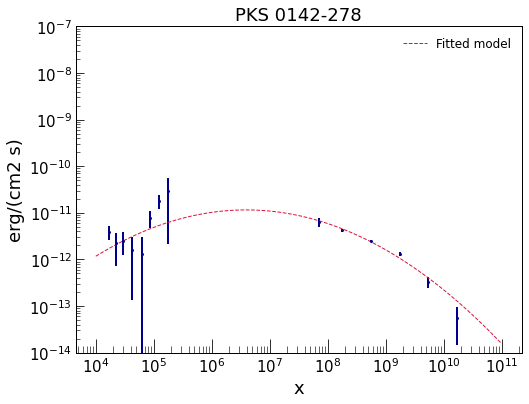 PKS 0142-278
Fitted model
erg/(cm2 s)
10⁻⁷
10⁻⁸
10⁻⁹
10⁻¹⁰
10⁻¹¹
10⁻¹²
10⁻¹³
10⁻¹⁴
10⁴ 10⁵ 10⁶ 10⁷ 10⁸ 10⁹ 10¹⁰ 10¹¹
x